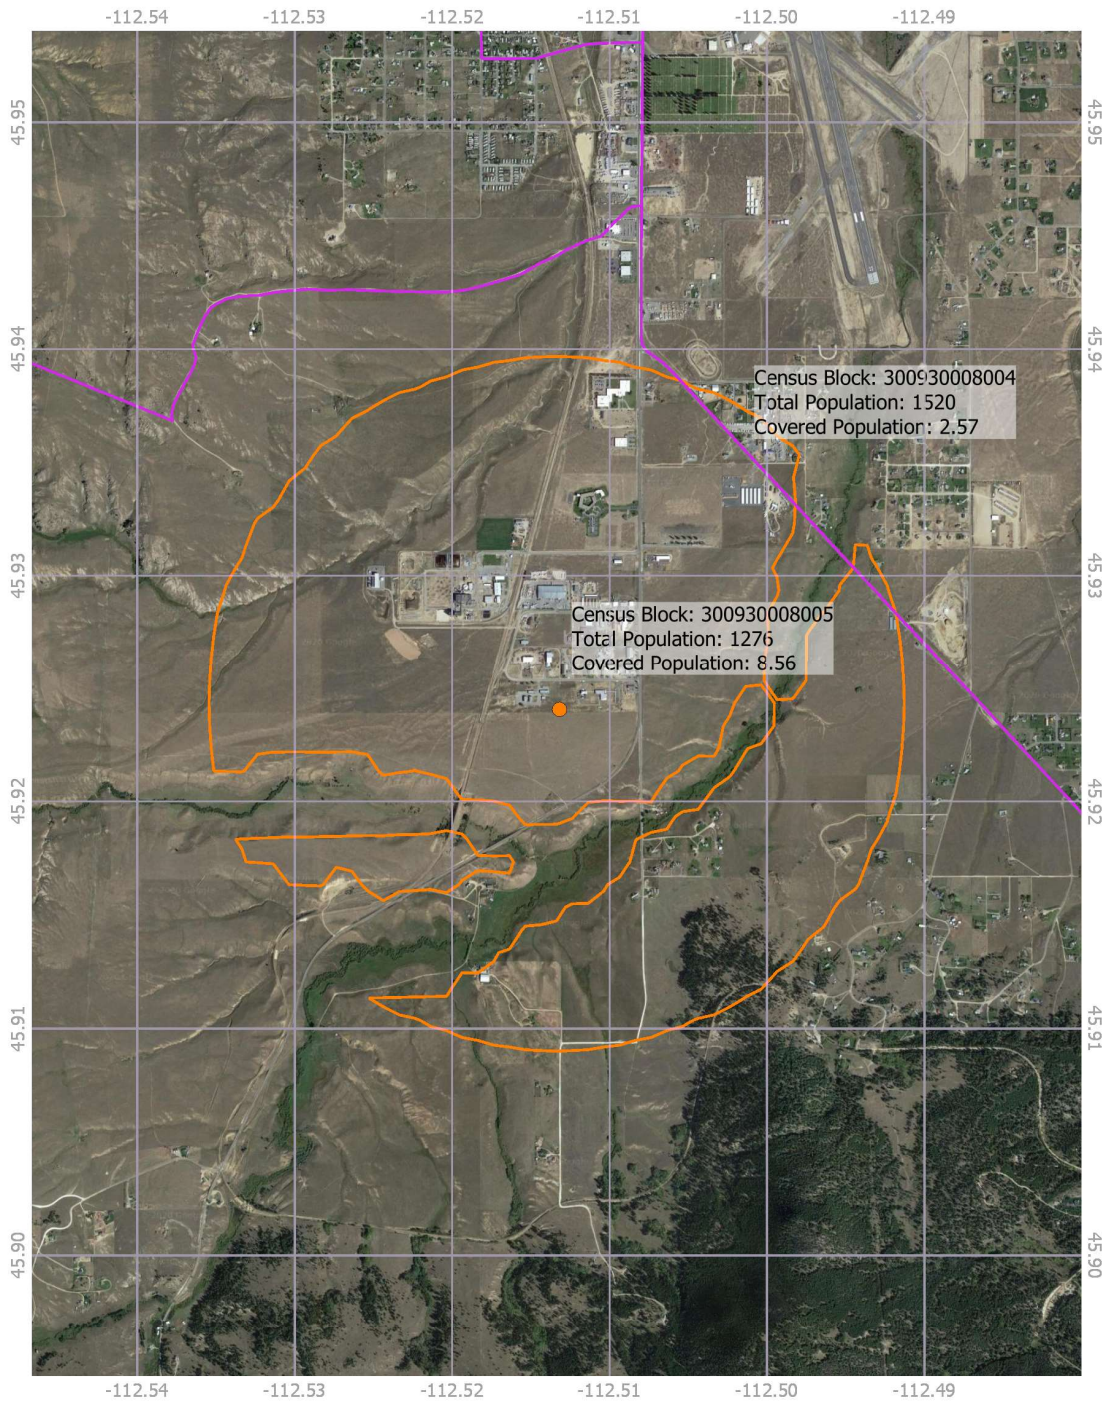 -112.54 -112.53 -112.52 -112.51 -112.50 -112.49
45.95 45.95
45.94 45.94
Census Block: 300930008004
Total Population: 1520
Covered Population: 2.57
45.93 45.93
Census Block: 300930008005
Total Population: 1276
Covered Population: 8.56
45.92 45.92
45.91 45.91
45.90 45.90
-112.54 -112.53 -112.52 -112.51 -112.50 -112.49